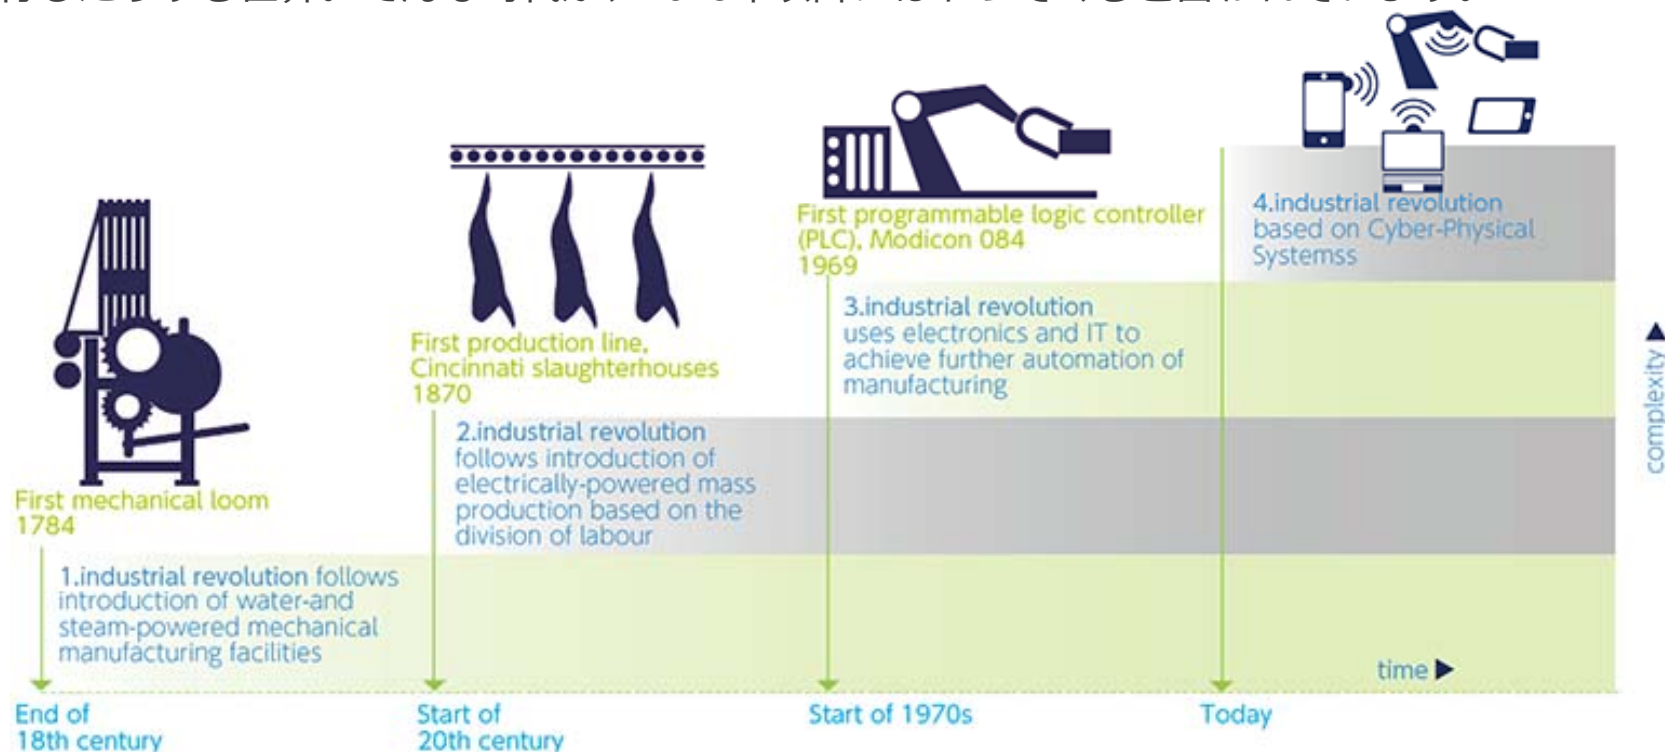 First mechanical loom
1784
1.industrial revolution follows
introduction of water-and
steam-powered mechanical
manufacturing facilities
End of
18th century
First production line,
Cincinnati slaughterhouses
1870
2.industrial revolution
follows introduction of
electrically-powered mass
production based on the
division of labour
Start of
20th century
First programmable logic controller
(PLC), Modicon 084
1969
3.industrial revolution
uses electronics and IT to
achieve further automation of
manufacturing
Start of 1970s
4.industrial revolution
based on Cyber-Physical
Systemss
Today
time ▶
complexity ▶